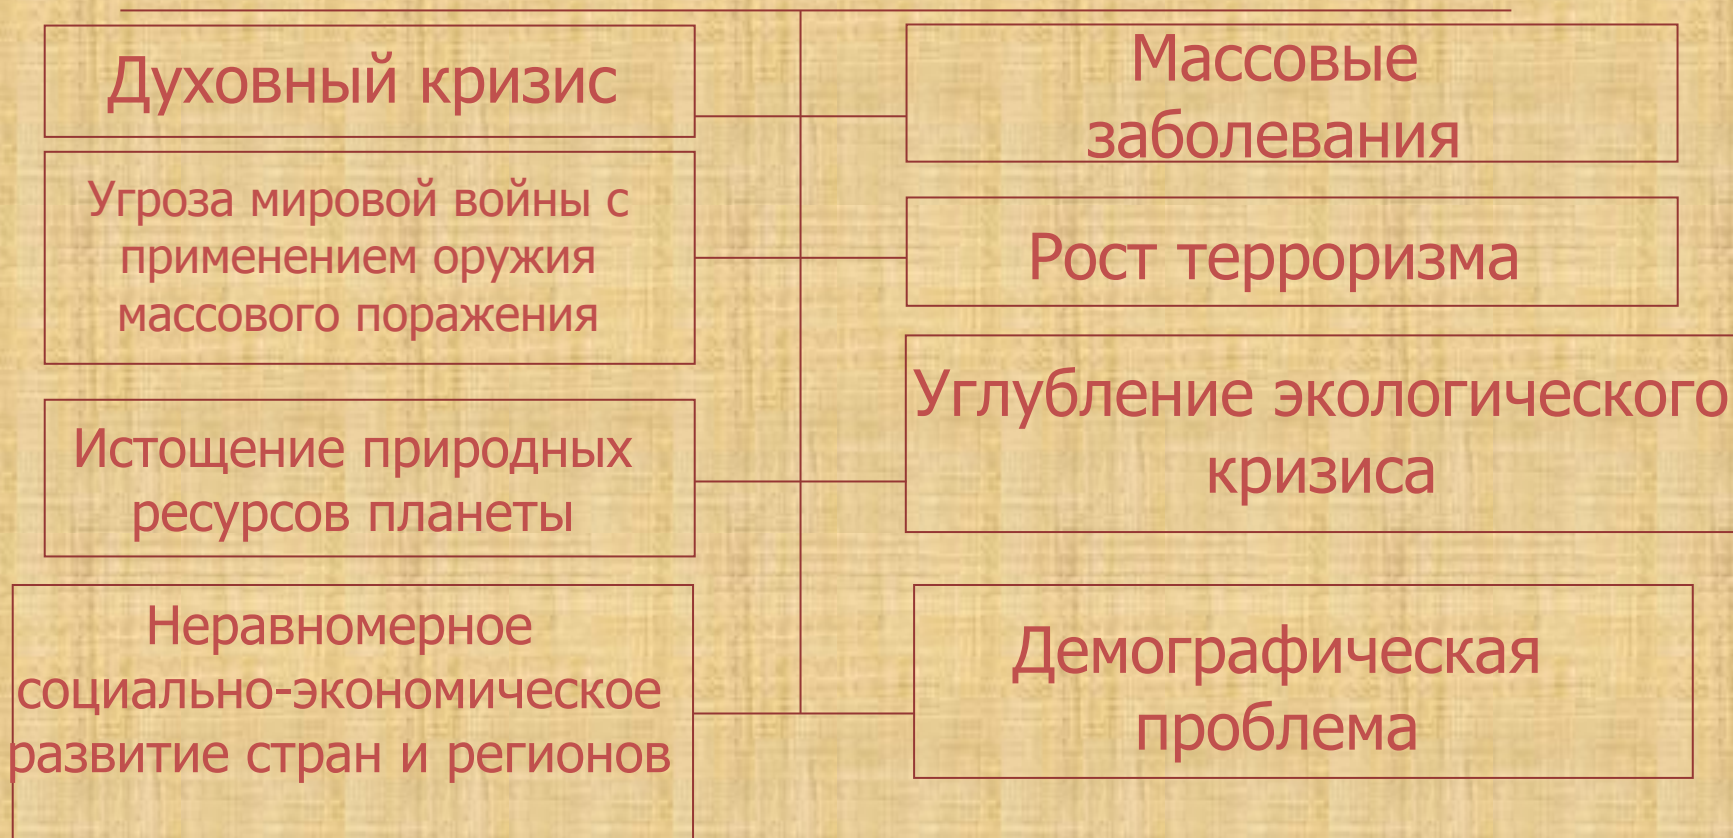 Духовный кризис
Массовые
заболевания
Угроза мировой войны с
применением оружия
массового поражения
Рост терроризма
Истощение природных
ресурсов планеты
Углубление экологического
кризиса
Неравномерное
социально-экономическое
развитие стран и регионов
Демографическая
проблема